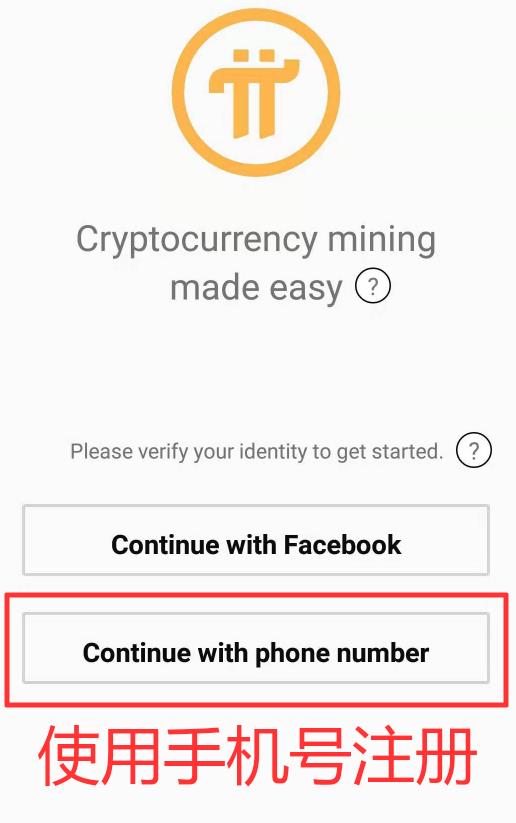 Cryptocurrency mining
made easy ?
Please verify your identity to get started. ?
Continue with Facebook
Continue with phone number
使用手机号注册